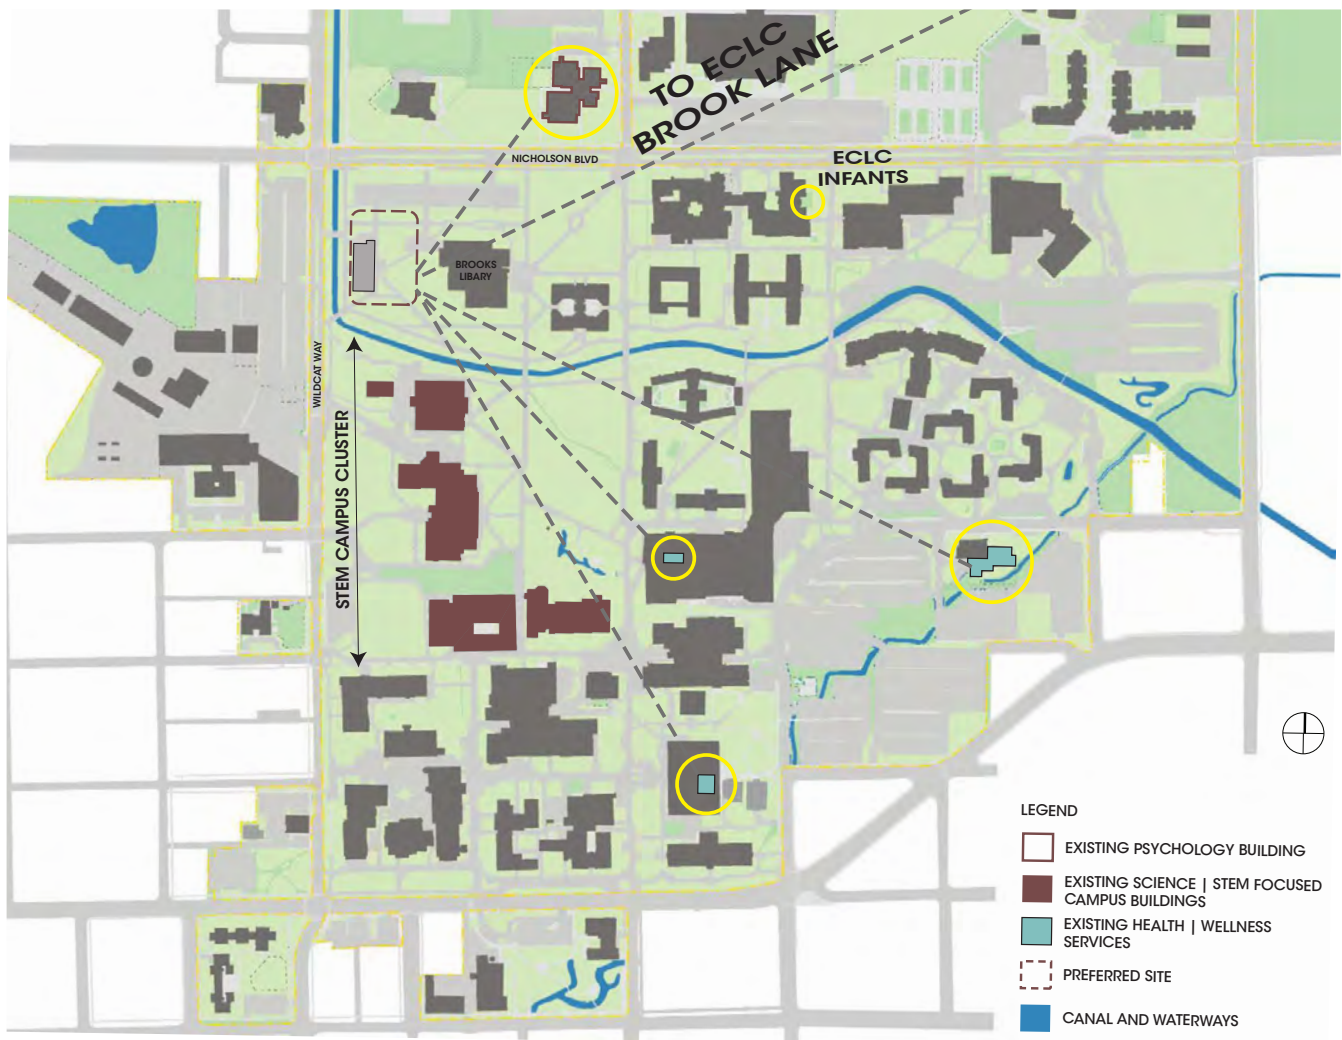 TO ECLC
BROOK LANE
NICHOLSON BLVD
ECLC
INFANTS
BROOKS
LIBARY
WILDCAT WAY
STEM CAMPUS CLUSTER
LEGEND
EXISTING PSYCHOLOGY BUILDING
EXISTING SCIENCE | STEM FOCUSED
CAMPUS BUILDINGS
EXISTING HEALTH | WELLNESS
SERVICES
PREFERRED SITE
CANAL AND WATERWAYS